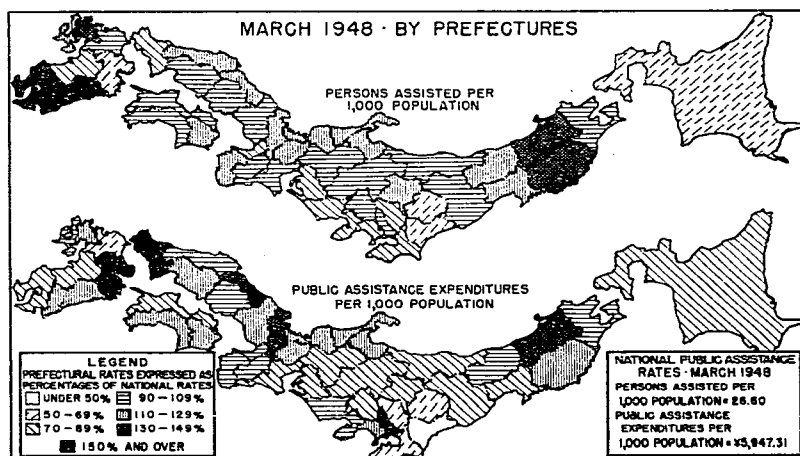 MARCH 1948 · BY PREFECTURES
PERSONS ASSISTED PER
1,000 POPULATION
PUBLIC ASSISTANCE EXPENDITURES
PER 1,000 POPULATION
LEGEND
PREFECTURAL RATES EXPRESSED AS
PERCENTAGES OF NATIONAL RATES
UNDER 50% 90-109%
50-69% 110-129%
70-89% 130-149%
150% AND OVER
NATIONAL PUBLIC ASSISTANCE
RATES · MARCH 1948
PERSONS ASSISTED PER
1,000 POPULATION = 26.60
PUBLIC ASSISTANCE
EXPENDITURES PER
1,000 POPULATION = ¥5,947.31